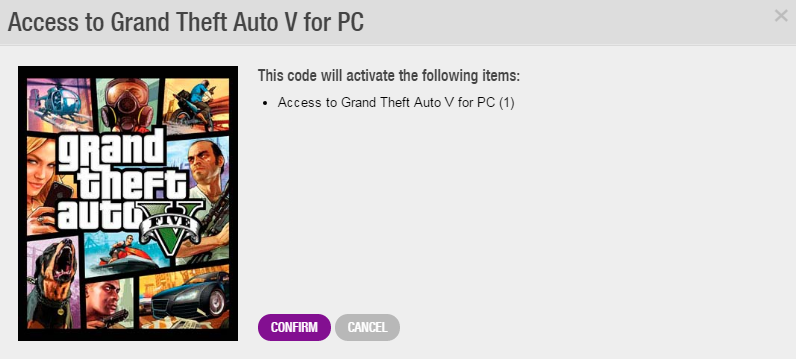 Access to Grand Theft Auto V for PC
This code will activate the following items:
Access to Grand Theft Auto V for PC (1)
grand
theft
auto
V
FIVE
CONFIRM
CANCEL